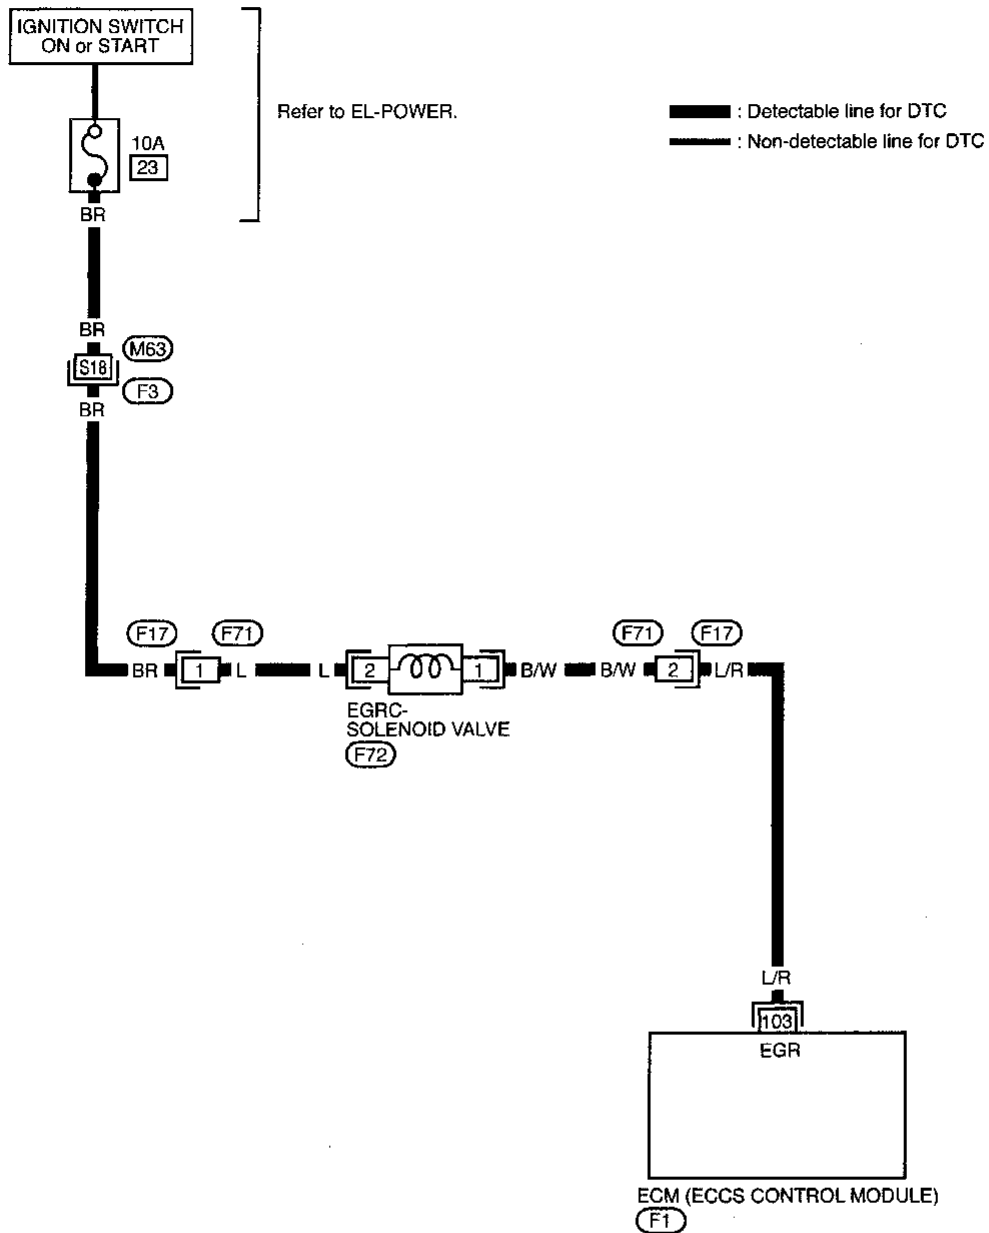 IGNITION SWITCH
ON or START
Refer to EL-POWER.
: Detectable line for DTC
: Non-detectable line for DTC
10A
23
BR
BR
M63
S18
F3
BR
F17
F71
F71
F17
BR
1
L
L
2
1
B/W
B/W
2
L/R
EGRC-
SOLENOID VALVE
F72
L/R
103
EGR
ECM (ECCS CONTROL MODULE)
F1